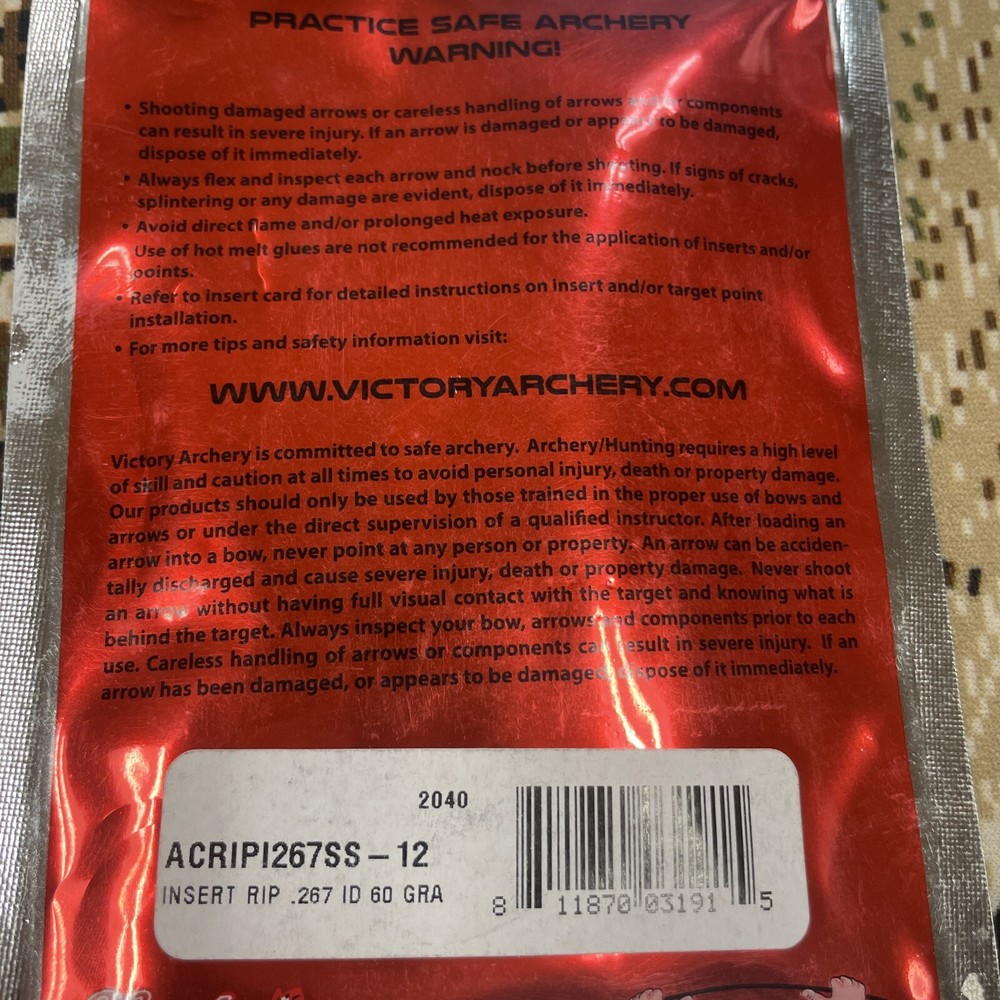 PRACTICE SAFE ARCHERY
WARNING!
• Shooting damaged arrows or careless handling of arrows components
can result in severe injury. If an arrow is damaged or appears to be damaged,
dispose of it immediately.
• Always flex and inspect each arrow and nock before shooting. If signs of cracks,
splintering or any damage are evident, dispose of it immediately.
• Avoid direct flame and/or prolonged heat exposure.
Use of hot melt glues are not recommended for the application of inserts and/or
points.
• Refer to insert card for detailed instructions on insert and/or target point
installation.
• For more tips and safety information visit:
WWW.VICTORYARCHERY.COM
Victory Archery is committed to safe archery. Archery/Hunting requires a high level
of skill and caution at all times to avoid personal injury, death or property damage.
Our products should only be used by those trained in the proper use of bows and
arrows or under the direct supervision of a qualified instructor. After loading an
arrow into a bow, never point at any person or property. An arrow can be acciden-
tally discharged and cause severe injury, death or property damage. Never shoot
an arrow without having full visual contact with the target and knowing what is
behind the target. Always inspect your bow, arrows and components prior to each
use. Careless handling of arrows or components can result in severe injury. If an
arrow has been damaged, or appears to be damaged, dispose of it immediately.
2040
ACRIPI267SS-12
INSERT RIP .267 ID 60 GRA
8 11870 03191 5